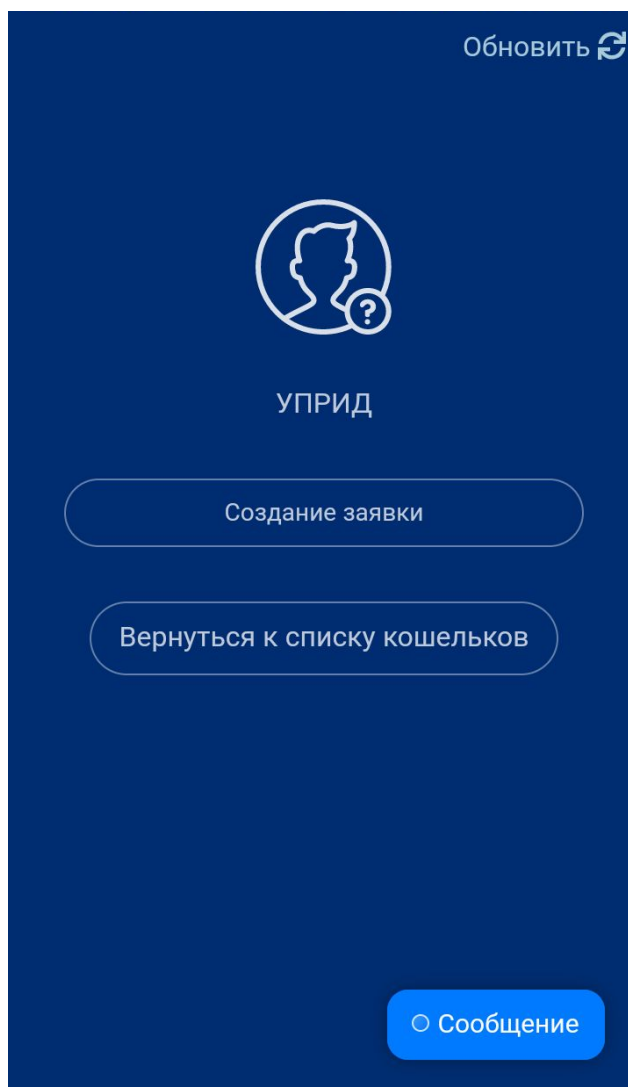 Обновить
?
УПРИД
Создание заявки
Вернуться к списку кошельков
Сообщение